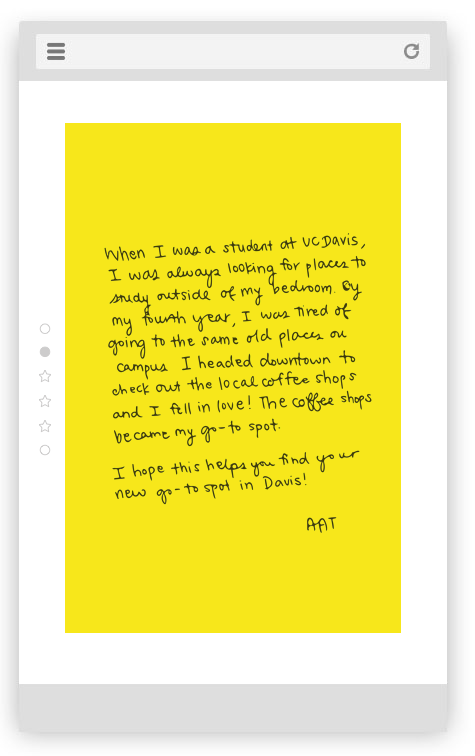 When I was a student at UCDavis,
I was always looking for places to
study outside of my bedroom. By
my fourth year, I was tired of
going to the same old places on
campus I headed downtown to
check out the local coffee shops
and I fell in love! The coffee shops
became my go-to spot.
I hope this helps you find your
new go-to spot in Davis!
AAT